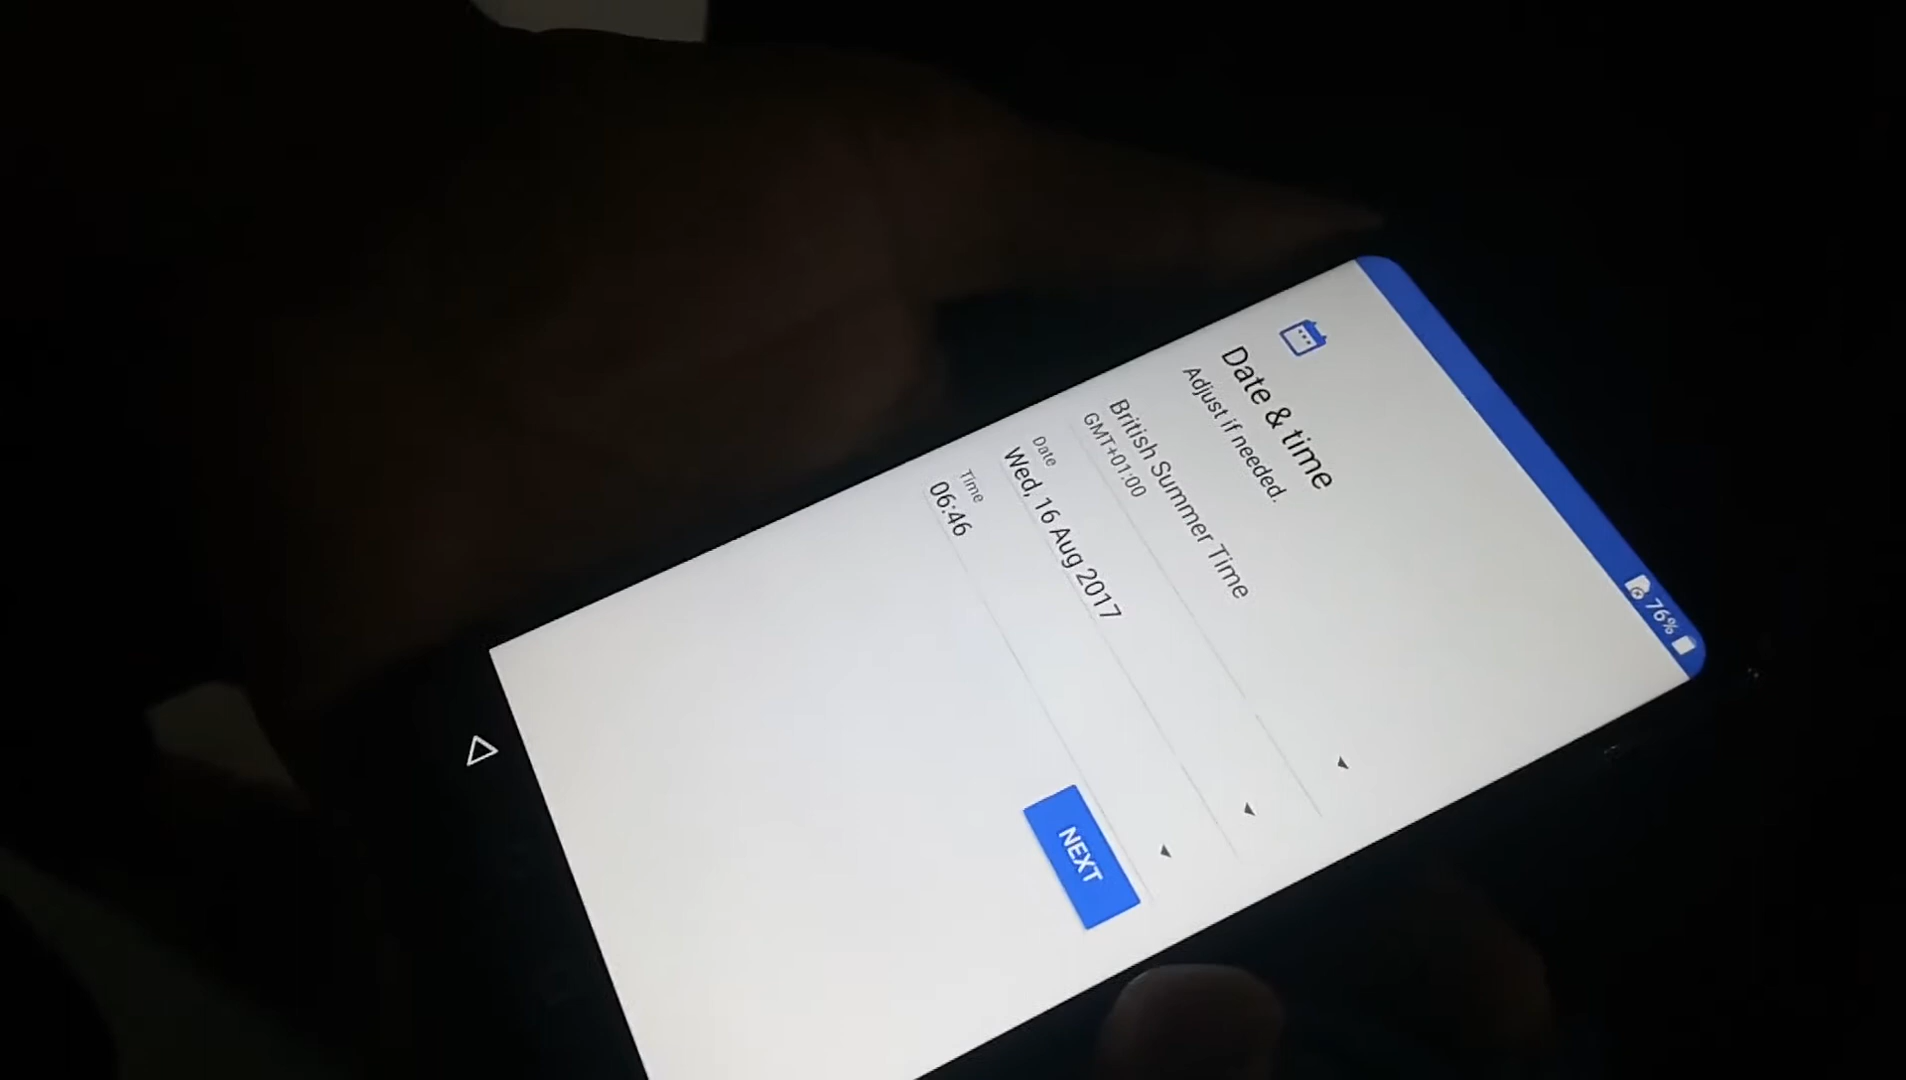 76%
Date & time
Adjust if needed.
British Summer Time
GMT+01:00
Date
Wed, 16 Aug 2017
Time
06:46
NEXT